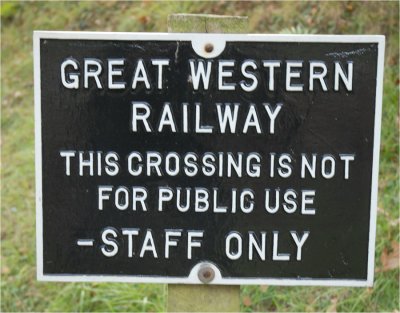 GREAT WESTERN
RAILWAY
THIS CROSSING IS NOT
FOR PUBLIC USE
–STAFF ONLY